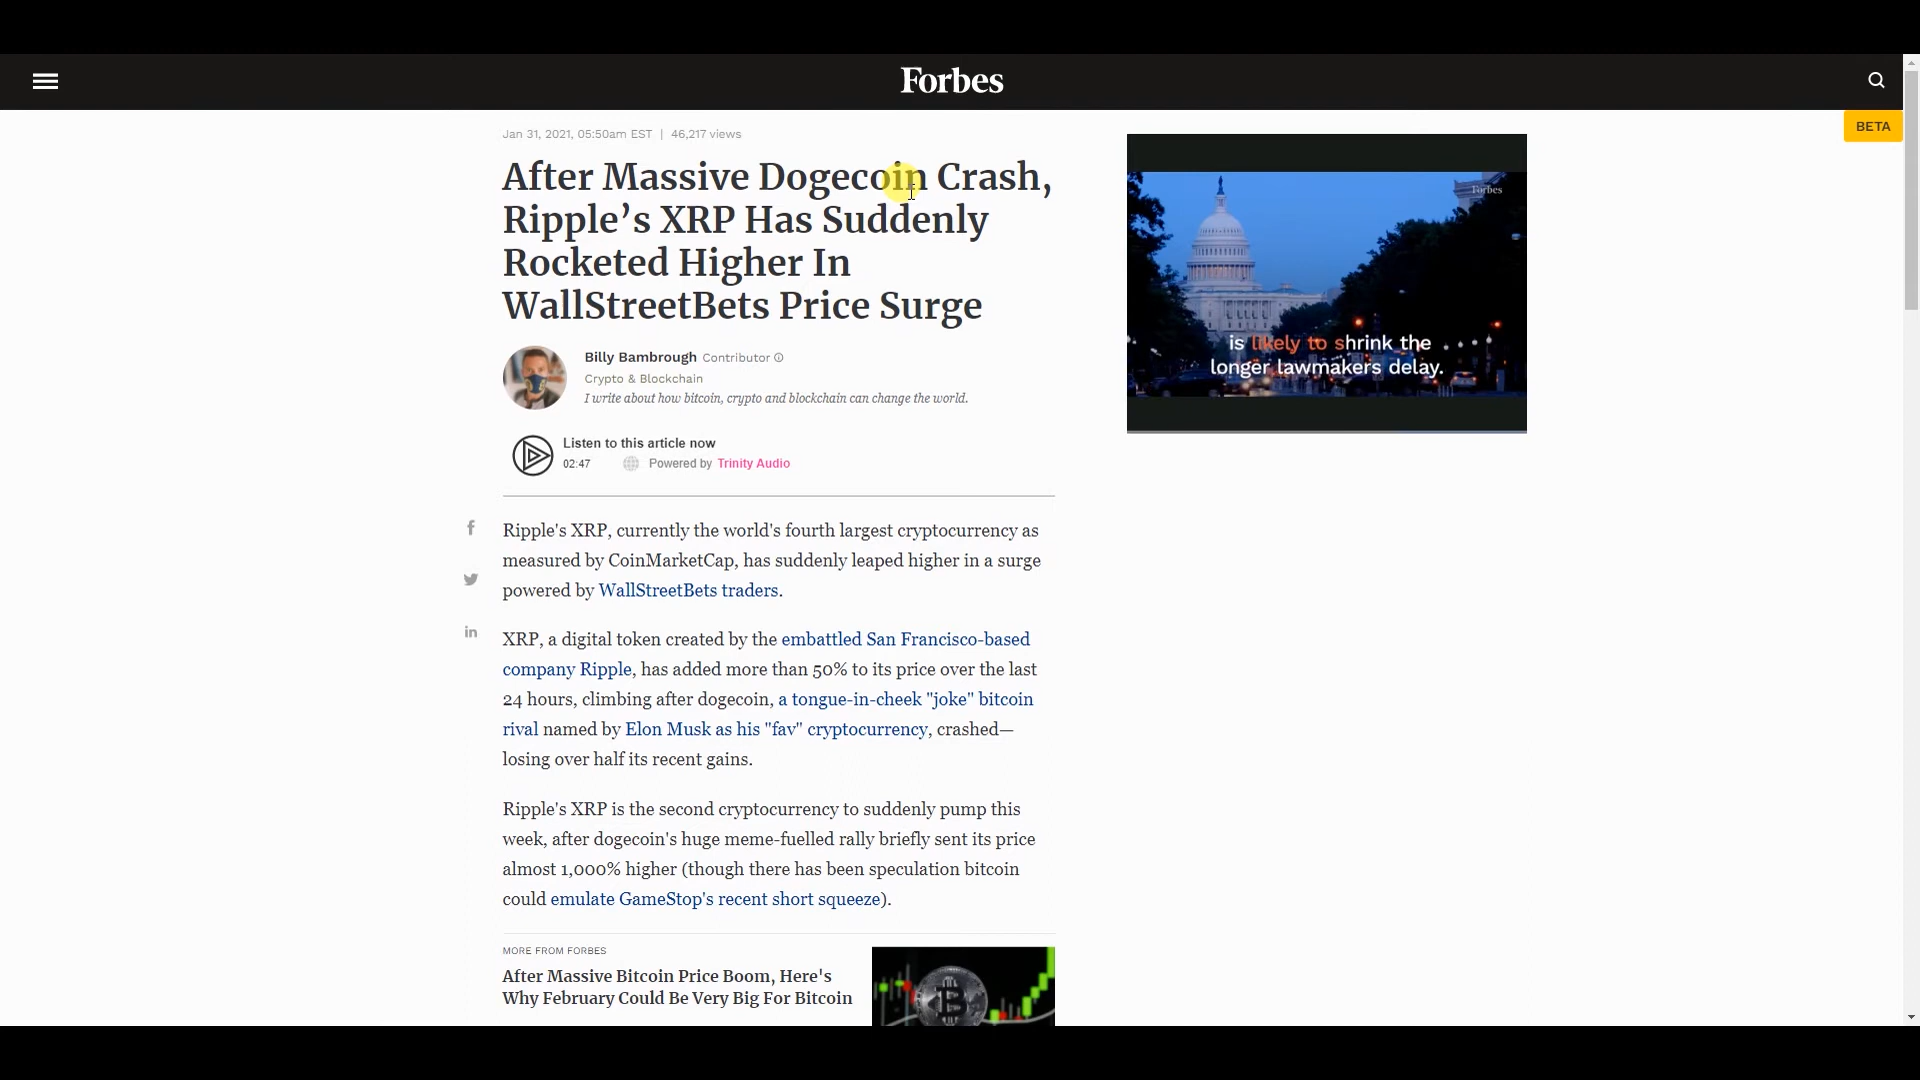 Forbes
BETA
Jan 31, 2021, 05:50am EST | 46,217 views
After Massive Dogecoin Crash,
Ripple’s XRP Has Suddenly
Rocketed Higher In
WallStreetBets Price Surge
Billy Bambrough Contributor
Crypto & Blockchain
I write about how bitcoin, crypto and blockchain can change the world.
Listen to this article now
02:47 Powered by Trinity Audio
Forbes
is likely to shrink the
longer lawmakers delay.
Ripple's XRP, currently the world's fourth largest cryptocurrency as
measured by CoinMarketCap, has suddenly leaped higher in a surge
powered by WallStreetBets traders.
XRP, a digital token created by the embattled San Francisco-based
company Ripple, has added more than 50% to its price over the last
24 hours, climbing after dogecoin, a tongue-in-cheek "joke" bitcoin
rival named by Elon Musk as his "fav" cryptocurrency, crashed—
losing over half its recent gains.
Ripple's XRP is the second cryptocurrency to suddenly pump this
week, after dogecoin's huge meme-fuelled rally briefly sent its price
almost 1,000% higher (though there has been speculation bitcoin
could emulate GameStop's recent short squeeze).
MORE FROM FORBES
After Massive Bitcoin Price Boom, Here's
Why February Could Be Very Big For Bitcoin